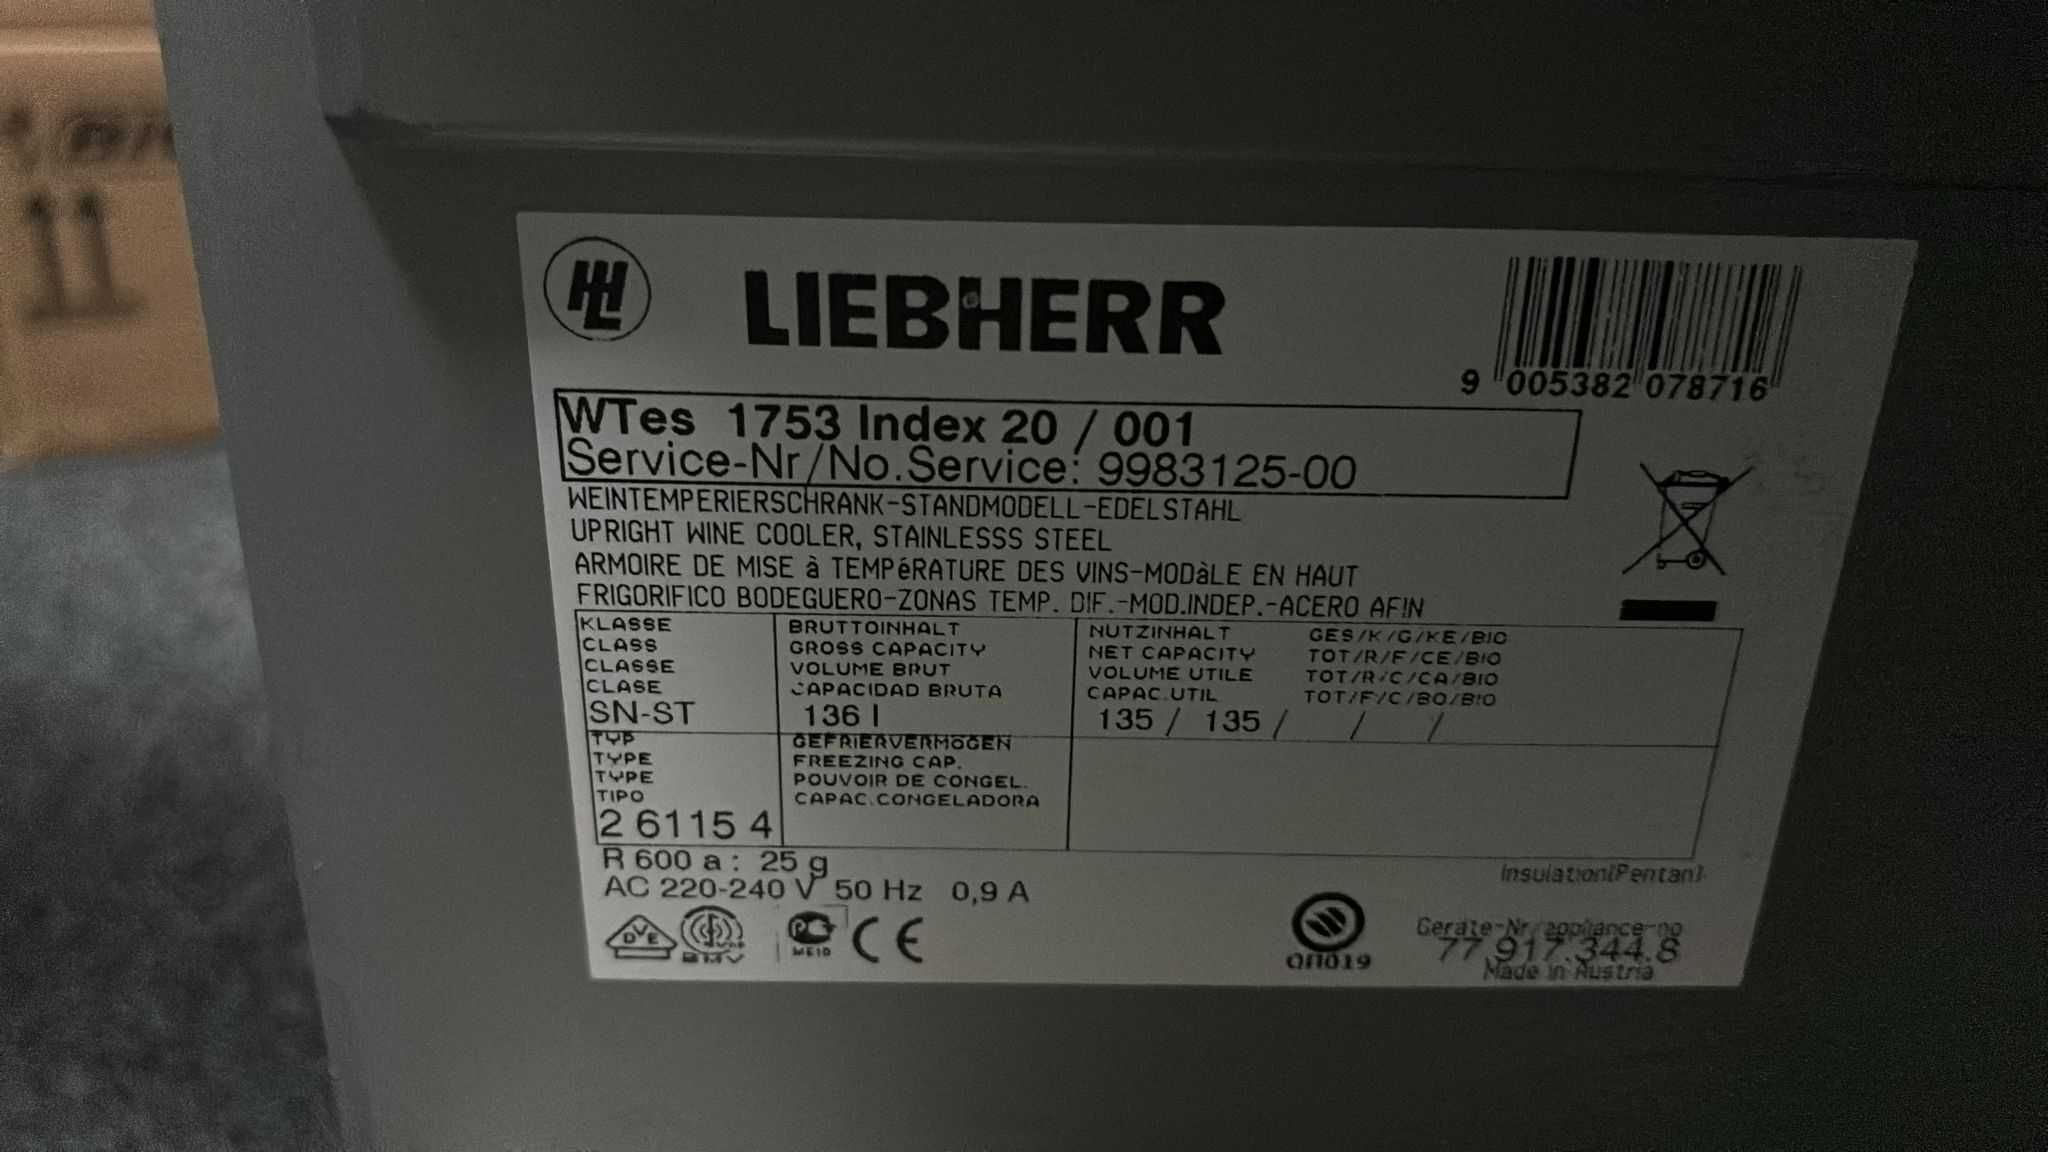 11
LIEBHERR
9 005382 078716
WTes 1753 Index 20 / 001
Service-Nr/No.Service: 9983125-00
WEINTEMPERIERSCHRANK-STANDMODELL-EDELSTAHL
UPRIGHT WINE COOLER, STAINLESSS STEEL
ARMOIRE DE MISE à TEMPéRATURE DES VINS-MODàLE EN HAUT
FRIGORIFICO BODEGUERO-ZONAS TEMP. DIF.-MOD.INDEP.-ACERO AFIN
KLASSE
CLASS
CLASSE
CLASE
SN-ST
BRUTTOINHALT
GROSS CAPACITY
VOLUME BRUT
CAPACIDAD BRUTA
136 l
NUTZINHALT GES/K/G/KE/BIO
NET CAPACITY TOT/R/F/CE/BIO
VOLUME UTILE TOT/R/C/CA/BIO
CAPAC.UTIL TOT/F/C/BO/BIO
135 / 135 / / /
TYP
TYPE
TYPE
TIPO
2 6115 4
GEFRIERVERMöGEN
FREEZING CAP.
POUVOIR DE CONGEL.
CAPAC.CONGELADORA
R 600 a : 25 g
AC 220-240 V 50 Hz 0,9 A
Insulation(Pentan)
DVE
CE
Geräte-Nr/appliance-no
77.917.344.8
Made in Austria